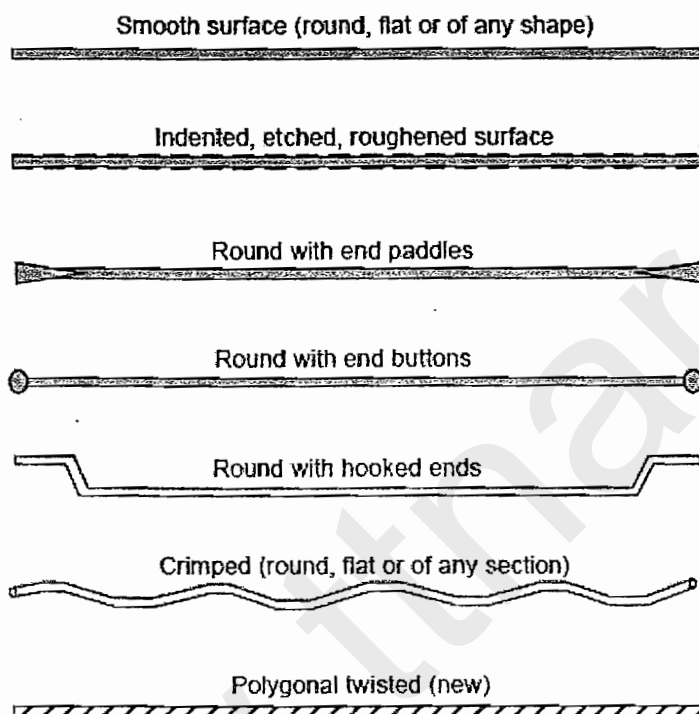 Smooth surface (round, flat or of any shape)
Indented, etched, roughened surface
Round with end paddles
Round with end buttons
Round with hooked ends
Crimped (round, flat or of any section)
Polygonal twisted (new)